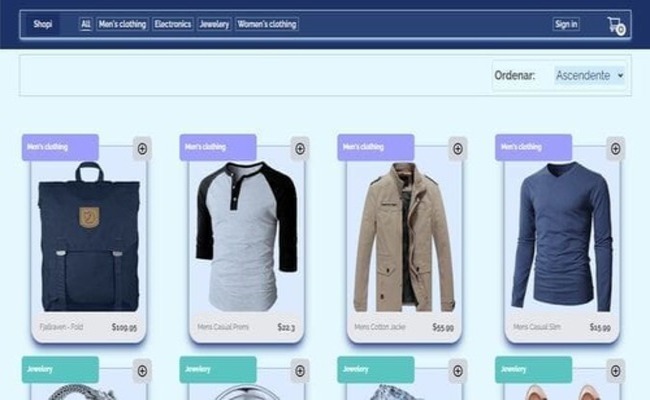 Shopi
All
Men's clothing
Electronics
Jewelery
Women's clothing
Sign in
0
Ordenar:
Ascendente
Men's clothing
Men's clothing
Men's clothing
Men's clothing
Fjallraven - Fold
$109.95
Mens Casual Prem
$22.3
Mens Cotton Jacke
$55.99
Mens Casual Slim
$15.99
Jewelery
Jewelery
Jewelery
Jewelery